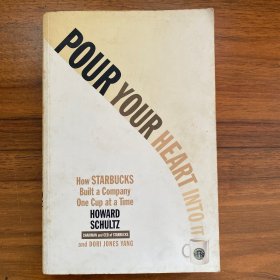 POUR YOUR HEART INTO IT
How STARBUCKS
Built a Company
One Cup at a Time
HOWARD
SCHULTZ
CHAIRMAN and CEO of STARBUCKS
and DORI JONES YANG